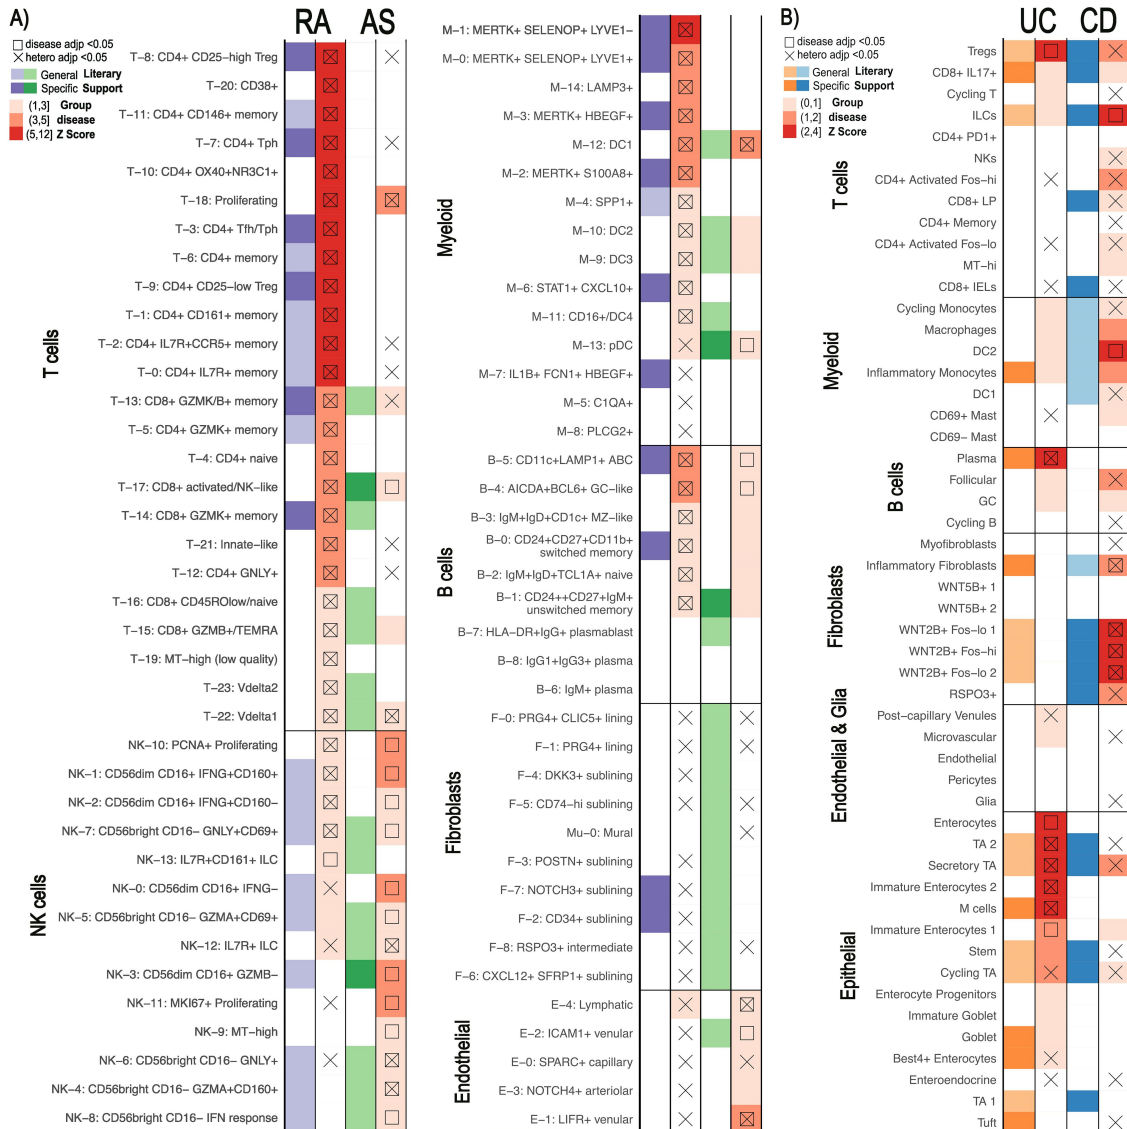 A)
RA AS
disease adjp <0.05
hetero adjp <0.05
General Literary
Specific Support
(1,3] Group
(3,5] disease
(5,12] Z Score
T cells
T−8: CD4+ CD25−high Treg
T−20: CD38+
T−11: CD4+ CD146+ memory
T−7: CD4+ Tph
T−10: CD4+ OX40+NR3C1+
T−18: Proliferating
T−3: CD4+ Tfh/Tph
T−6: CD4+ memory
T−9: CD4+ CD25−low Treg
T−1: CD4+ CD161+ memory
T−2: CD4+ IL7R+CCR5+ memory
T−0: CD4+ IL7R+ memory
T−13: CD8+ GZMK/B+ memory
T−5: CD4+ GZMK+ memory
T−4: CD4+ naive
T−17: CD8+ activated/NK−like
T−14: CD8+ GZMK+ memory
T−21: Innate−like
T−12: CD4+ GNLY+
T−16: CD8+ CD45ROlow/naive
T−15: CD8+ GZMB+/TEMRA
T−19: MT−high (low quality)
T−23: Vdelta2
T−22: Vdelta1
NK cells
NK−10: PCNA+ Proliferating
NK−1: CD56dim CD16+ IFNG+CD160+
NK−2: CD56dim CD16+ IFNG+CD160−
NK−7: CD56bright CD16− GNLY+CD69+
NK−13: IL7R+CD161+ ILC
NK−0: CD56dim CD16+ IFNG−
NK−5: CD56bright CD16− GZMA+CD69+
NK−12: IL7R+ ILC
NK−3: CD56dim CD16+ GZMB−
NK−11: MKI67+ Proliferating
NK−9: MT−high
NK−6: CD56bright CD16− GNLY+
NK−4: CD56bright CD16− GZMA+CD160+
NK−8: CD56bright CD16− IFN response
Myeloid
M−1: MERTK+ SELENOP+ LYVE1−
M−0: MERTK+ SELENOP+ LYVE1+
M−14: LAMP3+
M−3: MERTK+ HBEGF+
M−12: DC1
M−2: MERTK+ S100A8+
M−4: SPP1+
M−10: DC2
M−9: DC3
M−6: STAT1+ CXCL10+
M−11: CD16+/DC4
M−13: pDC
M−7: IL1B+ FCN1+ HBEGF+
M−5: C1QA+
M−8: PLCG2+
B cells
B−5: CD11c+LAMP1+ ABC
B−4: AICDA+BCL6+ GC−like
B−3: IgM+IgD+CD1c+ MZ−like
B−0: CD24+CD27+CD11b+
switched memory
B−2: IgM+IgD+TCL1A+ naive
B−1: CD24++CD27+IgM+
unswitched memory
B−7: HLA−DR+IgG+ plasmablast
B−8: IgG1+IgG3+ plasma
B−6: IgM+ plasma
Fibroblasts
F−0: PRG4+ CLIC5+ lining
F−1: PRG4+ lining
F−4: DKK3+ sublining
F−5: CD74−hi sublining
Mu−0: Mural
F−3: POSTN+ sublining
F−7: NOTCH3+ sublining
F−2: CD34+ sublining
F−8: RSPO3+ intermediate
F−6: CXCL12+ SFRP1+ sublining
Endothelial
E−4: Lymphatic
E−2: ICAM1+ venular
E−0: SPARC+ capillary
E−3: NOTCH4+ arteriolar
E−1: LIFR+ venular
B)
UC CD
disease adjp <0.05
hetero adjp <0.05
General Literary
Specific Support
(0,1] Group
(1,2] disease
(2,4] Z Score
T cells
Tregs
CD8+ IL17+
Cycling T
ILCs
CD4+ PD1+
NKs
CD4+ Activated Fos−hi
CD8+ LP
CD4+ Memory
CD4+ Activated Fos−lo
MT−hi
CD8+ IELs
Myeloid
Cycling Monocytes
Macrophages
DC2
Inflammatory Monocytes
DC1
CD69+ Mast
CD69− Mast
B cells
Plasma
Follicular
GC
Cycling B
Fibroblasts
Myofibroblasts
Inflammatory Fibroblasts
WNT5B+ 1
WNT5B+ 2
WNT2B+ Fos−lo 1
WNT2B+ Fos−hi
WNT2B+ Fos−lo 2
RSPO3+
Endothelial & Glia
Post−capillary Venules
Microvascular
Endothelial
Pericytes
Glia
Epithelial
Enterocytes
TA 2
Secretory TA
Immature Enterocytes 2
M cells
Immature Enterocytes 1
Stem
Cycling TA
Enterocyte Progenitors
Immature Goblet
Goblet
Best4+ Enterocytes
Enteroendocrine
TA 1
Tuft